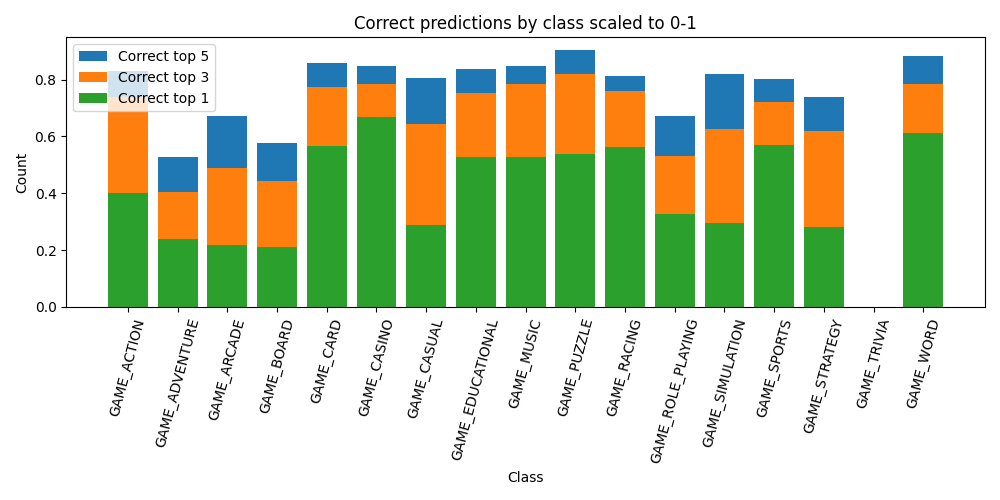 Correct predictions by class scaled to 0-1
Correct top 5
Correct top 3
Correct top 1
Count
0.8
0.6
0.4
0.2
0.0
GAME_ACTION
GAME_ADVENTURE
GAME_ARCADE
GAME_BOARD
GAME_CARD
GAME_CASINO
GAME_CASUAL
GAME_EDUCATIONAL
GAME_MUSIC
GAME_PUZZLE
GAME_RACING
GAME_ROLE_PLAYING
GAME_SIMULATION
GAME_SPORTS
GAME_STRATEGY
GAME_TRIVIA
GAME_WORD
Class